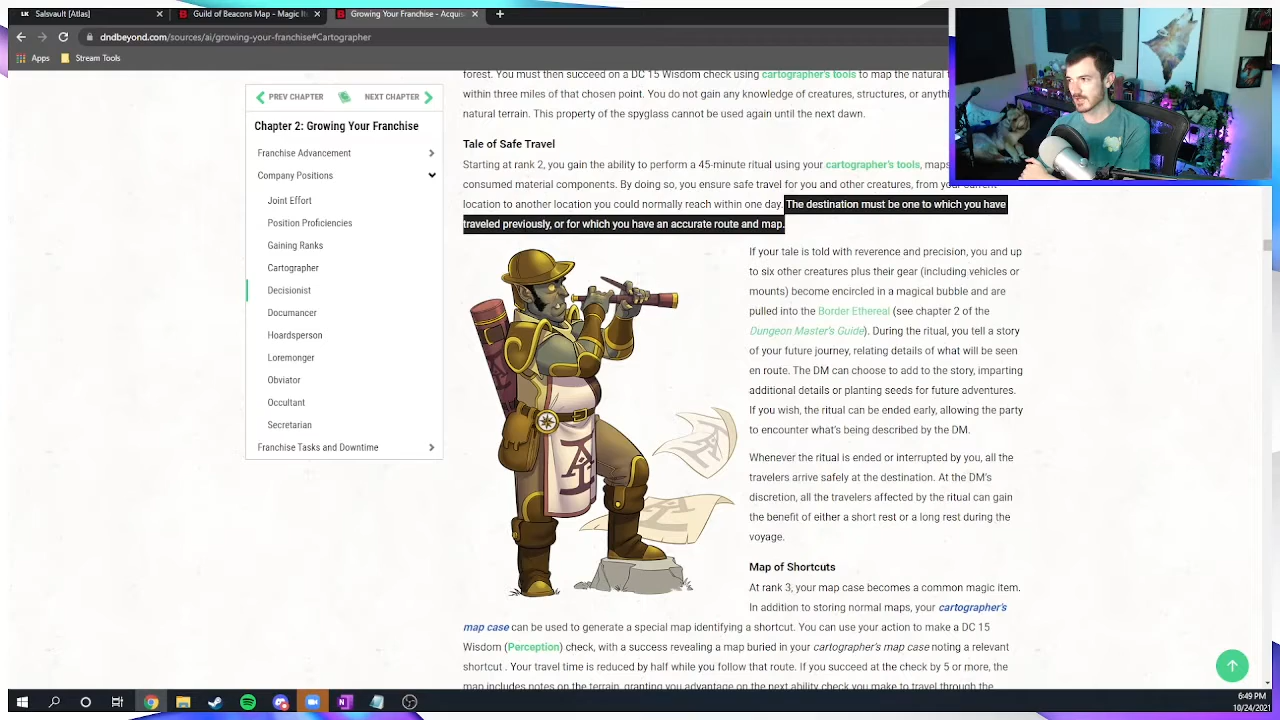 Salsvault [Atlas]
Guild of Beacons Map - Magic It
Growing Your Franchise - Acquis
dndbeyond.com/sources/ai/growing-your-franchise#Cartographer
Apps
Stream Tools
PREV CHAPTER
NEXT CHAPTER
Chapter 2: Growing Your Franchise
Franchise Advancement
Company Positions
Joint Effort
Position Proficiencies
Gaining Ranks
Cartographer
Decisionist
Documancer
Hoardsperson
Loremonger
Obviator
Occultant
Secretarian
Franchise Tasks and Downtime
forest. You must then succeed on a DC 15 Wisdom check using cartographer's tools to map the natural
within three miles of that chosen point. You do not gain any knowledge of creatures, structures, or
natural terrain. This property of the spyglass cannot be used again until the next dawn.
Tale of Safe Travel
Starting at rank 2, you gain the ability to perform a 45-minute ritual using your cartographer's tools, maps
consumed material components. By doing so, you ensure safe travel for you and other creatures, from your current
location to another location you could normally reach within one day. The destination must be one to which you have
traveled previously, or for which you have an accurate route and map.
If your tale is told with reverence and precision, you and up
to six other creatures plus their gear (including vehicles or
mounts) become encircled in a magical bubble and are
pulled into the Border Ethereal (see chapter 2 of the
Dungeon Master's Guide). During the ritual, you tell a story
of your future journey, relating details of what will be seen
en route. The DM can choose to add to the story, imparting
additional details or planting seeds for future adventures.
If you wish, the ritual can be ended early, allowing the party
to encounter what's being described by the DM.
Whenever the ritual is ended or interrupted by you, all the
travelers arrive safely at the destination. At the DM's
discretion, all the travelers affected by the ritual can gain
the benefit of either a short rest or a long rest during the
voyage.
Map of Shortcuts
At rank 3, your map case becomes a common magic item.
In addition to storing normal maps, your cartographer's
map case can be used to generate a special map identifying a shortcut. You can use your action to make a DC 15
Wisdom (Perception) check, with a success revealing a map buried in your cartographer's map case noting a relevant
shortcut . Your travel time is reduced by half while you follow that route. If you succeed at the check by 5 or more, the
map includes notes on the terrain, granting you advantage on the next ability check you make to travel through the
6:49 PM
10/24/2021